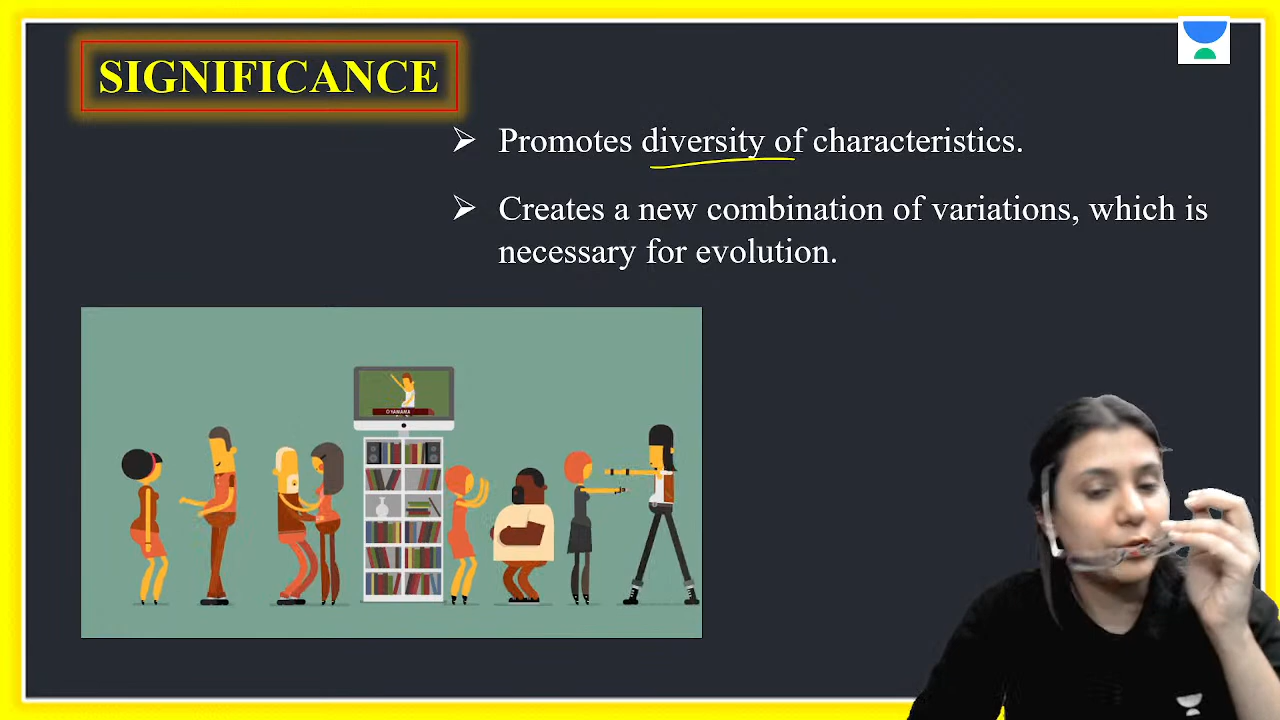 SIGNIFICANCE
➢ Promotes diversity of characteristics.
➢ Creates a new combination of variations, which is
necessary for evolution.